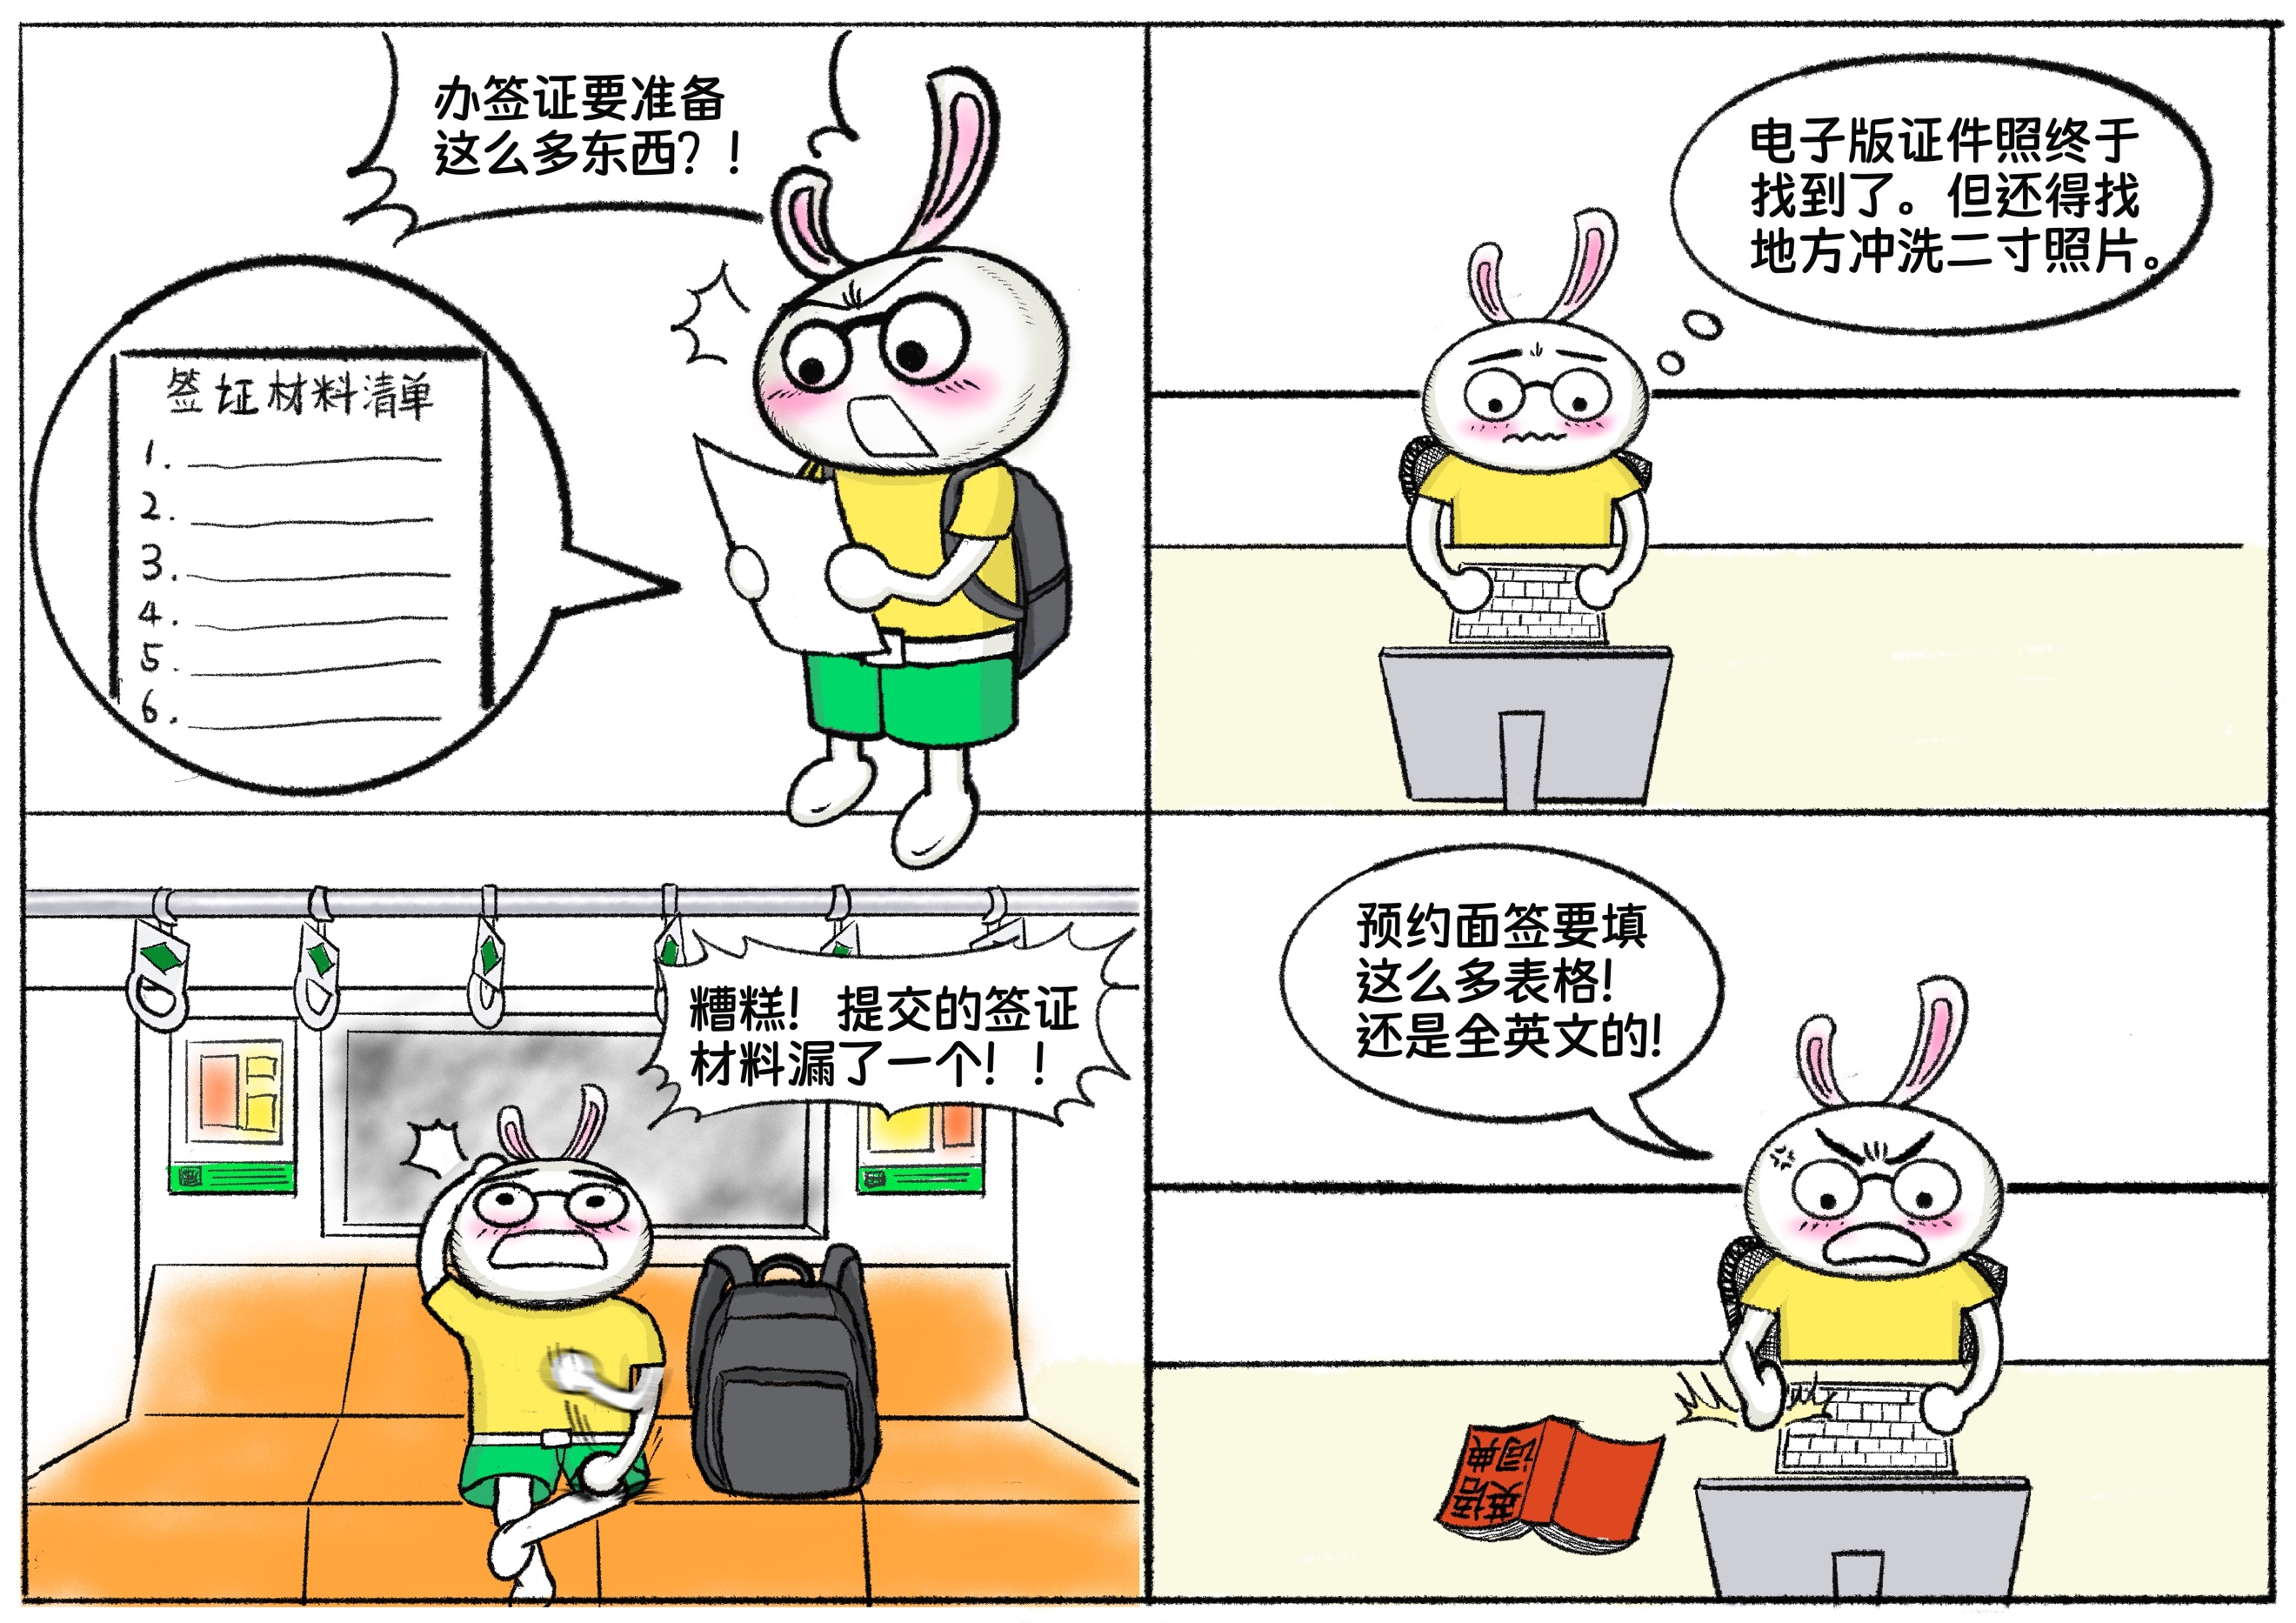 办签证要准备
这么多东西？！
签证材料清单
1.
2.
3.
4.
5.
6.
电子版证件照终于
找到了。但还得找
地方冲洗二寸照片。
糟糕！提交的签证
材料漏了一个！！
预约面签要填
这么多表格！
还是全英文的！
英语
词典